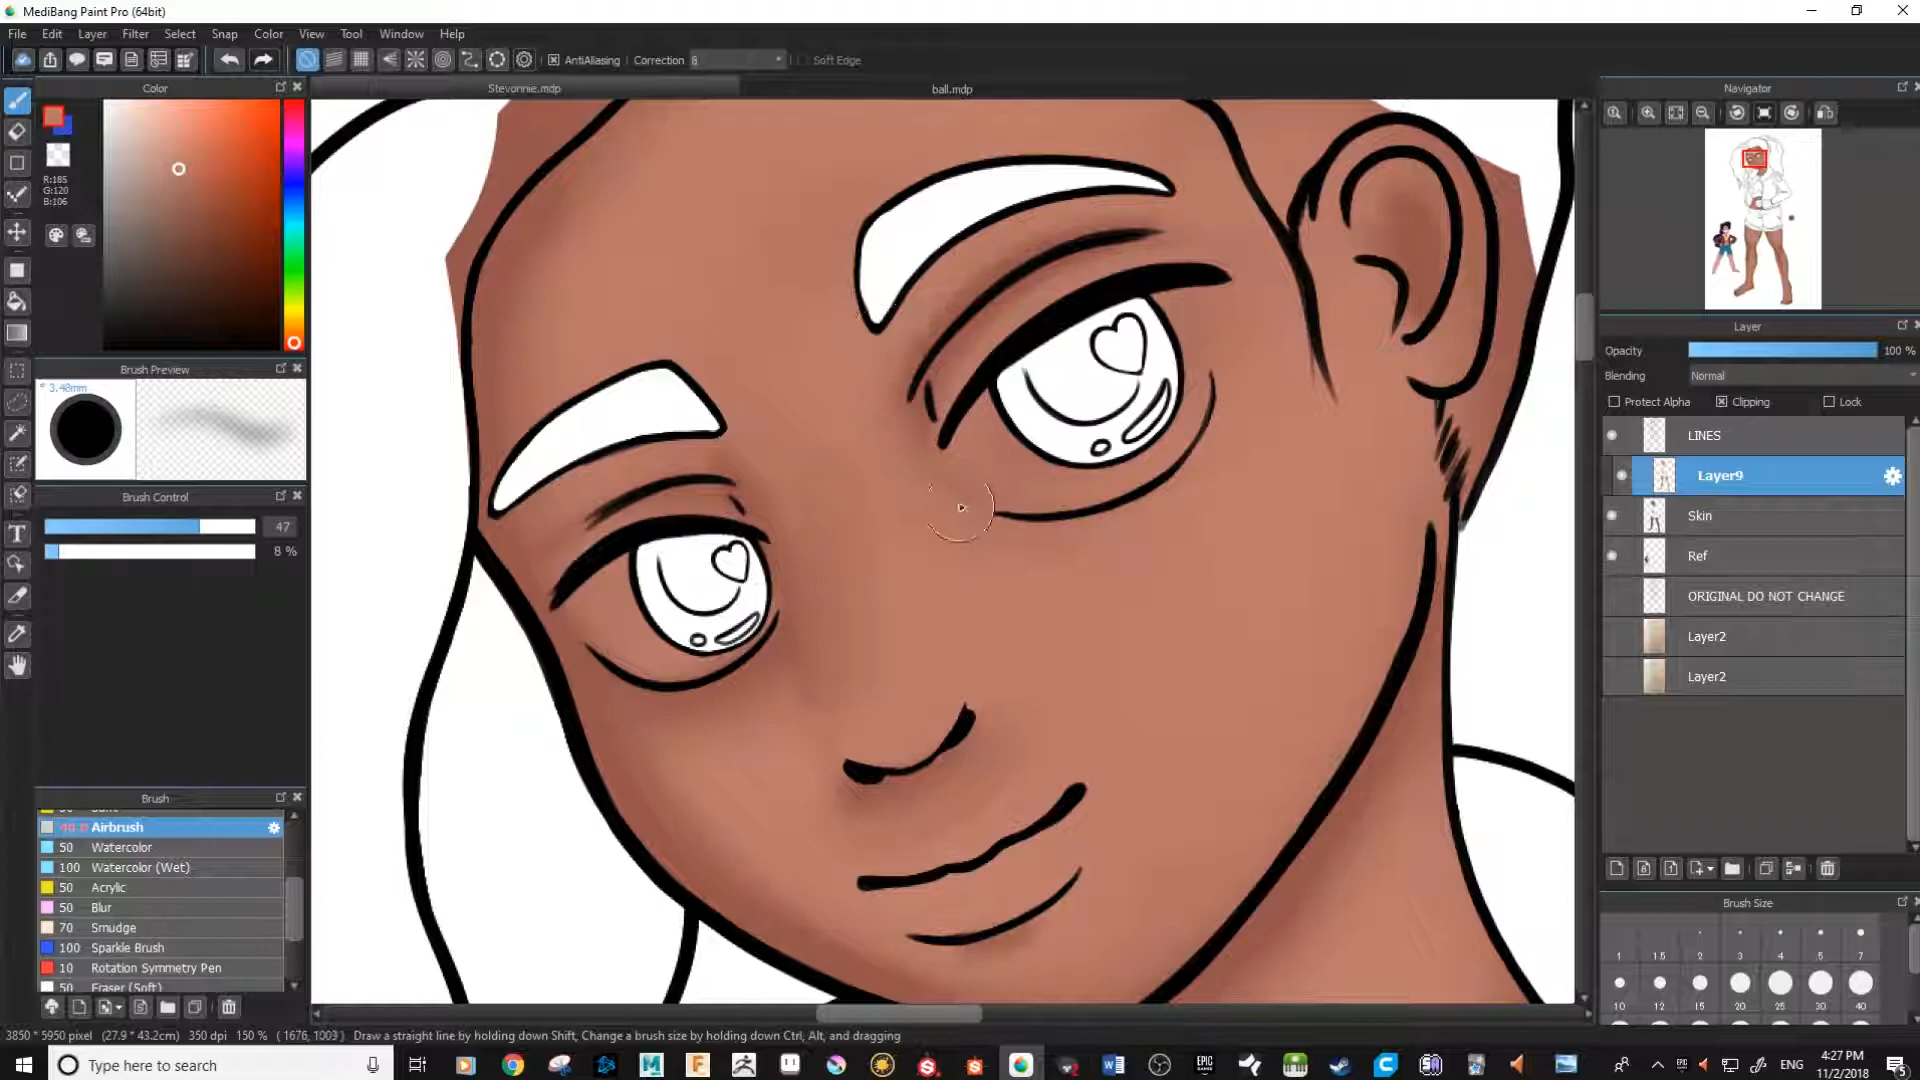 MediBang Paint Pro (64bit)
File Edit Layer Filter Select Snap Color View Tool Window Help
AntiAliasing Correction 8 Soft Edge
Color
Stevonnie.mdp
ball.mdp
Navigator
R:185
G:120
B:106
Brush Preview
3.48mm
Brush Control
47
8 %
Layer
Opacity 100 %
Blending Normal
Protect Alpha Clipping Lock
LINES
Layer9
Skin
Ref
ORIGINAL DO NOT CHANGE
Layer2
Layer2
Brush
Airbrush
50 Watercolor
100 Watercolor (Wet)
50 Acrylic
50 Blur
70 Smudge
100 Sparkle Brush
10 Rotation Symmetry Pen
50 Eraser (Soft)
Brush Size
1 1.5 2 3 4 5 7
10 12 15 20 25 30 40
3850 * 5950 pixel (27.9 * 43.2cm) 350 dpi 150 % ( 1676, 1009 ) Draw a straight line by holding down Shift, Change a brush size by holding down Ctrl, Alt, and dragging
Type here to search
ENG
4:27 PM
11/2/2018
5